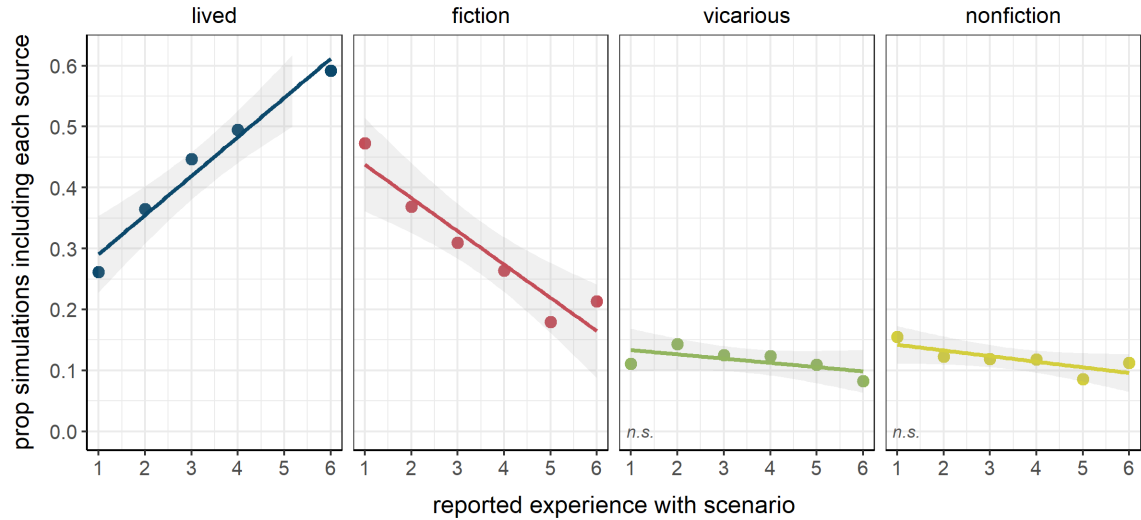 lived fiction vicarious nonfiction
prop simulations including each source
0.6
0.5
0.4
0.3
0.2
0.1
0.0
n.s. n.s.
1 2 3 4 5 6 1 2 3 4 5 6 1 2 3 4 5 6 1 2 3 4 5 6
reported experience with scenario